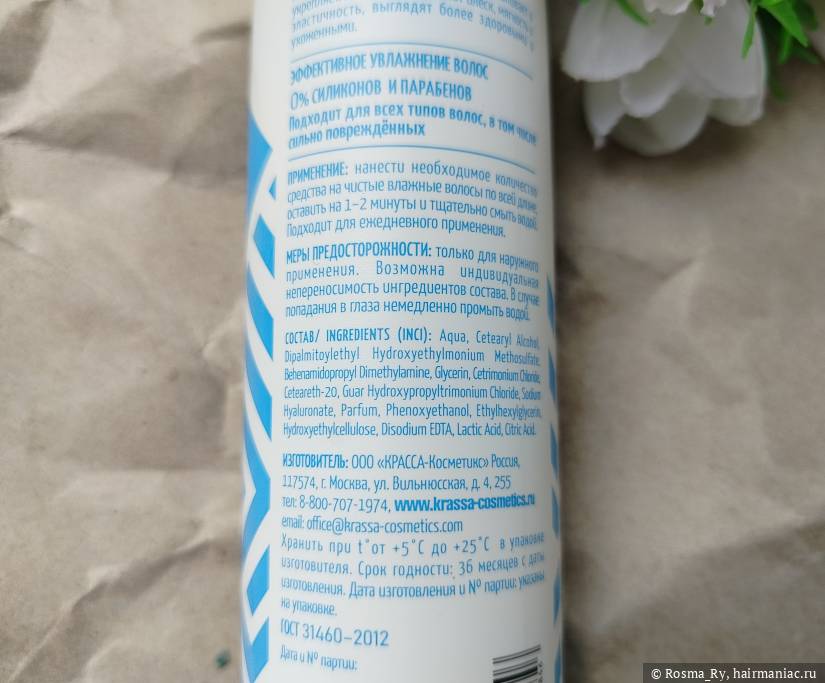 эластичность, выглядят более здоровыми и
ухоженными.
ЭФФЕКТИВНОЕ УВЛАЖНЕНИЕ ВОЛОС
0% СИЛИКОНОВ И ПАРАБЕНОВ
Подходит для всех типов волос, в том числе
сильно повреждённых
ПРИМЕНЕНИЕ: нанести необходимое количество
средства на чистые влажные волосы по всей длине,
оставить на 1–2 минуты и тщательно смыть водой.
Подходит для ежедневного применения.
МЕРЫ ПРЕДОСТОРОЖНОСТИ: только для наружного
применения. Возможна индивидуальная
непереносимость ингредиентов состава. В случае
попадания в глаза немедленно промыть водой.
СОСТАВ/ INGREDIENTS (INCI): Aqua, Cetearyl Alcohol,
Dipalmitoylethyl Hydroxyethylmonium Methosulfate,
Behenamidopropyl Dimethylamine, Glycerin, Cetrimonium Chloride,
Ceteareth-20, Guar Hydroxypropyltrimonium Chloride, Sodium
Hyaluronate, Parfum, Phenoxyethanol, Ethylhexylglycerin,
Hydroxyethylcellulose, Disodium EDTA, Lactic Acid, Citric Acid.
ИЗГОТОВИТЕЛЬ: ООО «КРАССА-Косметикс» Россия,
117574, г. Москва, ул. Вильнюсская, д. 4, 255
тел: 8-800-707-1974, www.krassa-cosmetics.ru
email: office@krassa-cosmetics.com
Хранить при t°от +5°C до +25°C в упаковке
изготовителя. Срок годности: 36 месяцев с даты
изготовления. Дата изготовления и № партии: указаны
на упаковке.
ГОСТ 31460–2012
Дата и № партии:
© Rosma_Ry, hairmaniac.ru